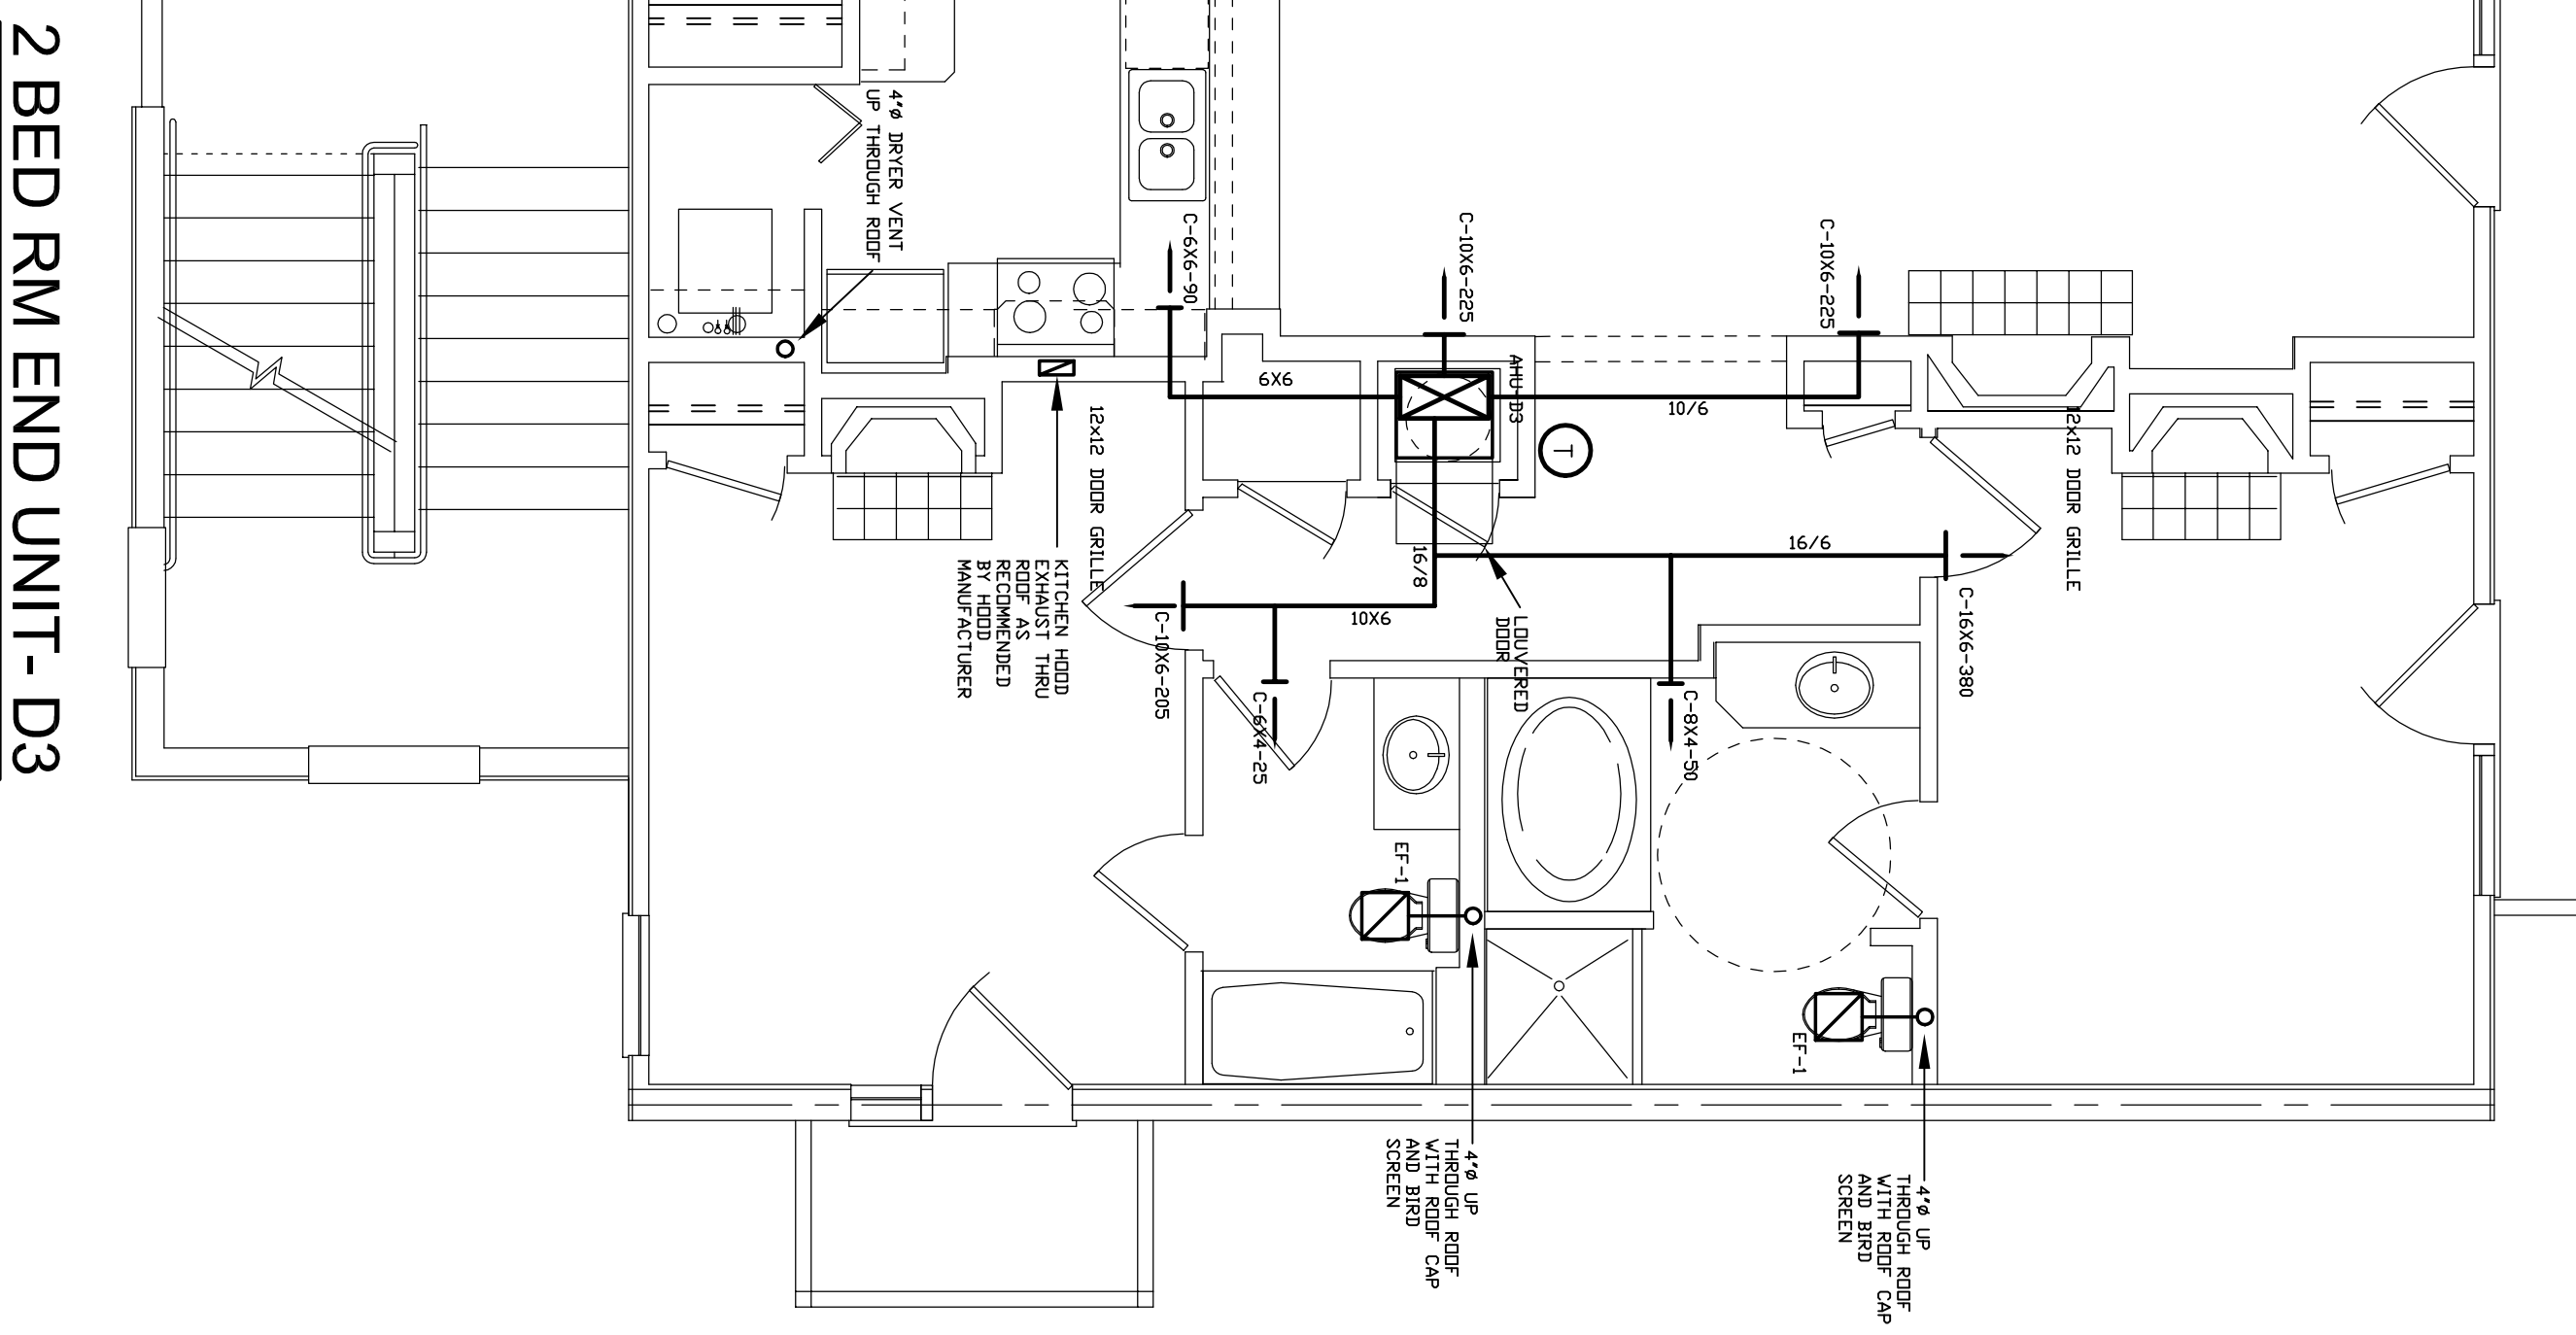 2 BED RM END UNIT- D3
4"ø DRYER VENT
UP THROUGH ROOF
C-6X6-90
C-10X6-225
C-10X6-225
6X6
AHU-D3
10/6
T
12x12 DOOR GRILLE
12x12 DOOR GRILLE
KITCHEN HOOD
EXHAUST THRU
ROOF AS
RECOMMENDED
BY HOOD
MANUFACTURER
16/8
16/6
10X6
LOUVERED
DOOR
C-10X6-205
C-6X4-25
C-8X4-50
C-16X6-380
EF-1
EF-1
4"ø UP
THROUGH ROOF
WITH ROOF CAP
AND BIRD
SCREEN
4"ø UP
THROUGH ROOF
WITH ROOF CAP
AND BIRD
SCREEN